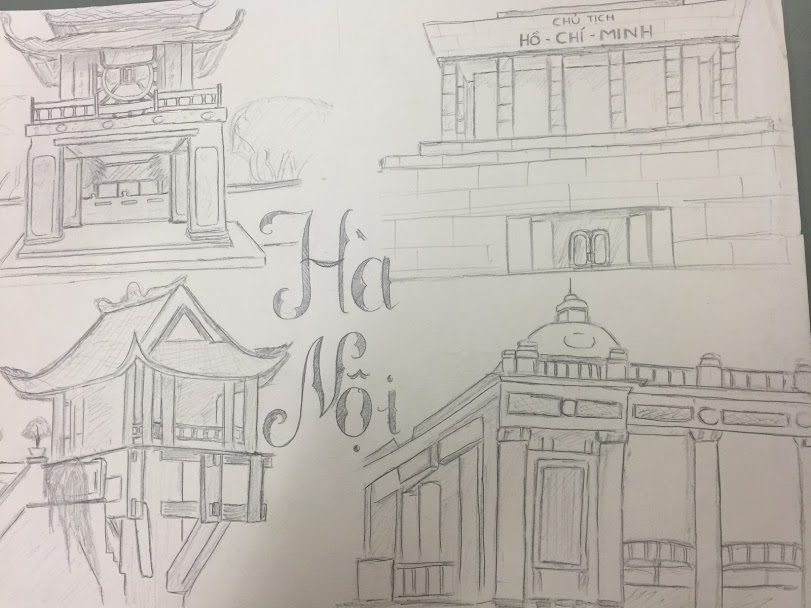 CHỦ TỊCH
HỒ - CHÍ - MINH
Hà
Nội